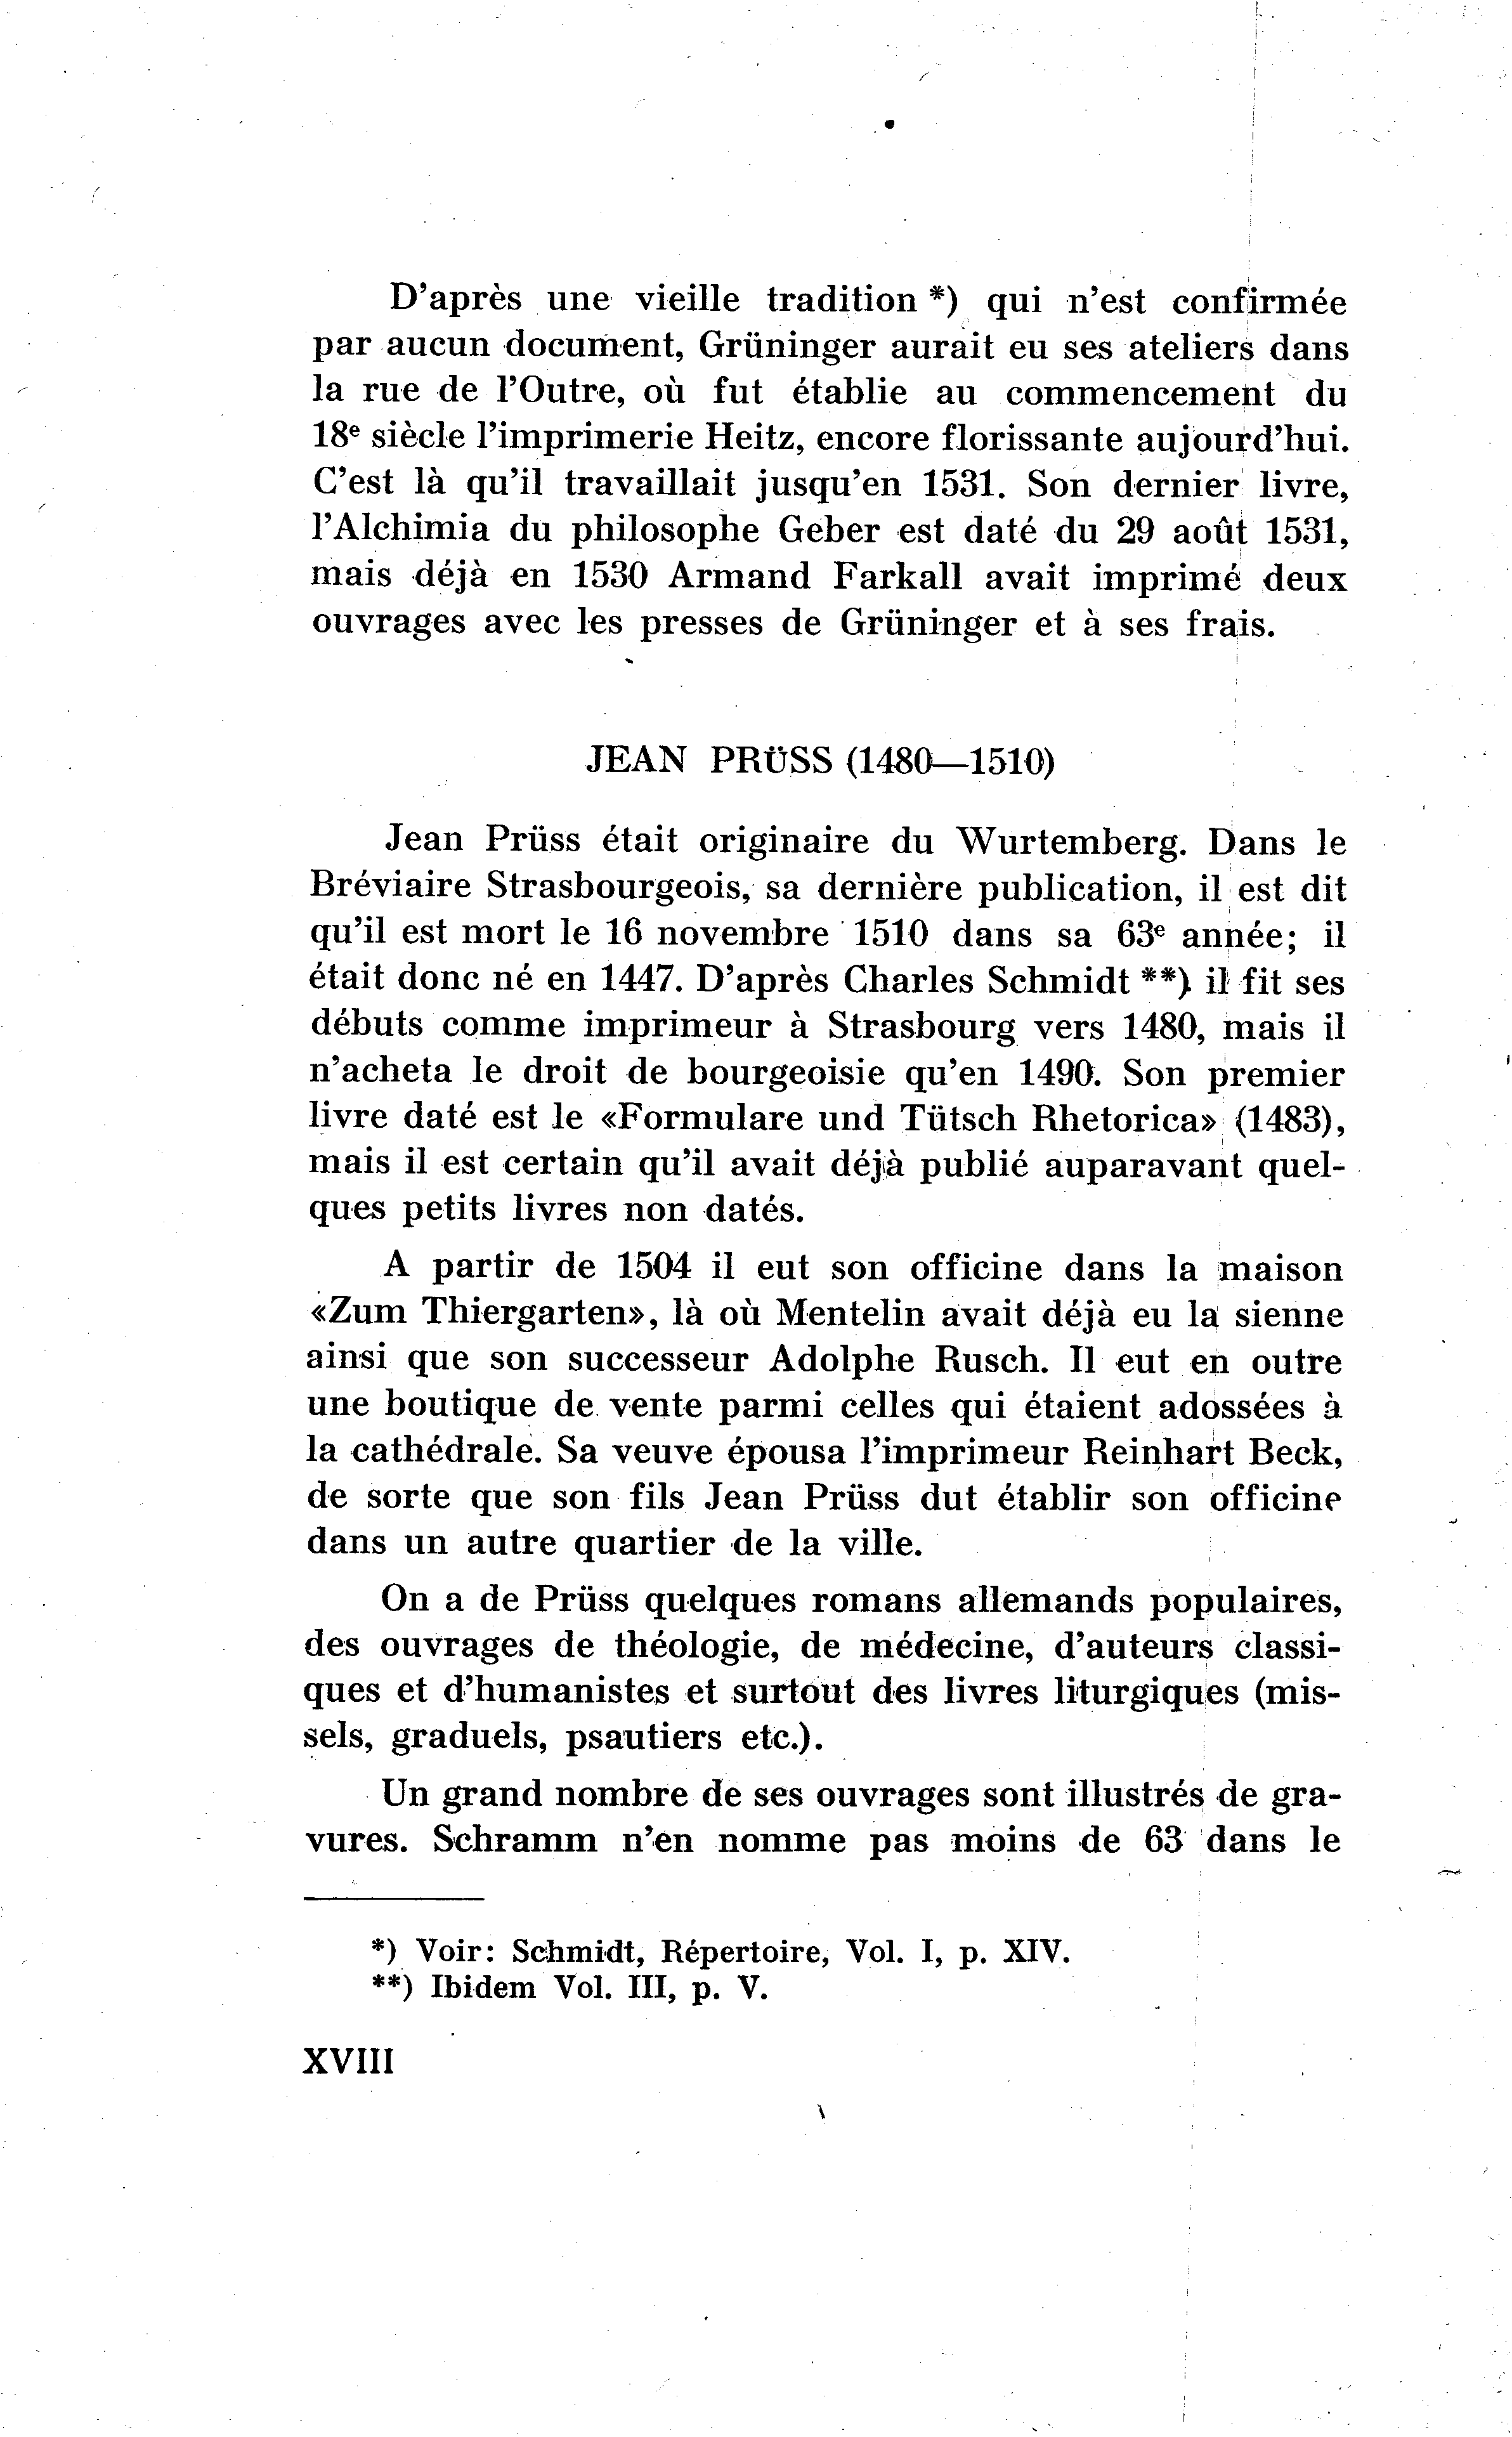 D'après une vieille tradition *) qui n'est confirmée
par aucun document, Grüninger aurait eu ses ateliers dans
la rue de l'Outre, où fut établie au commencement du
18e siècle l'imprimerie Heitz, encore florissante aujourd'hui.
C'est là qu'il travaillait jusqu'en 1531. Son dernier livre,
l'Alchimia du philosophe Geber est daté du 29 août 1531,
mais déjà en 1530 Armand Farkall avait imprimé deux
ouvrages avec les presses de Grüninger et à ses frais.
JEAN PRÜSS (1480—1510)
Jean Prüss était originaire du Wurtemberg. Dans le
Bréviaire Strasbourgeois, sa dernière publication, il est dit
qu'il est mort le 16 novembre 1510 dans sa 63e année; il
était donc né en 1447. D'après Charles Schmidt **) il fit ses
débuts comme imprimeur à Strasbourg vers 1480, mais il
n'acheta le droit de bourgeoisie qu'en 1490. Son premier
livre daté est le «Formulare und Tütsch Rhetorica» (1483),
mais il est certain qu'il avait déjà publié auparavant quel-
ques petits livres non datés.
A partir de 1504 il eut son officine dans la maison
«Zum Thiergarten», là où Mentelin avait déjà eu la sienne
ainsi que son successeur Adolphe Rusch. Il eut en outre
une boutique de vente parmi celles qui étaient adossées à
la cathédrale. Sa veuve épousa l'imprimeur Reinhart Beck,
de sorte que son fils Jean Prüss dut établir son officine
dans un autre quartier de la ville.
On a de Prüss quelques romans allemands populaires,
des ouvrages de théologie, de médecine, d'auteurs classi-
ques et d'humanistes et surtout des livres liturgiques (mis-
sels, graduels, psautiers etc.).
Un grand nombre de ses ouvrages sont illustrés de gra-
vures. Schramm n'en nomme pas moins de 63 dans le
*) Voir: Schmidt, Répertoire, Vol. I, p. XIV.
**) Ibidem Vol. III, p. V.
XVIII